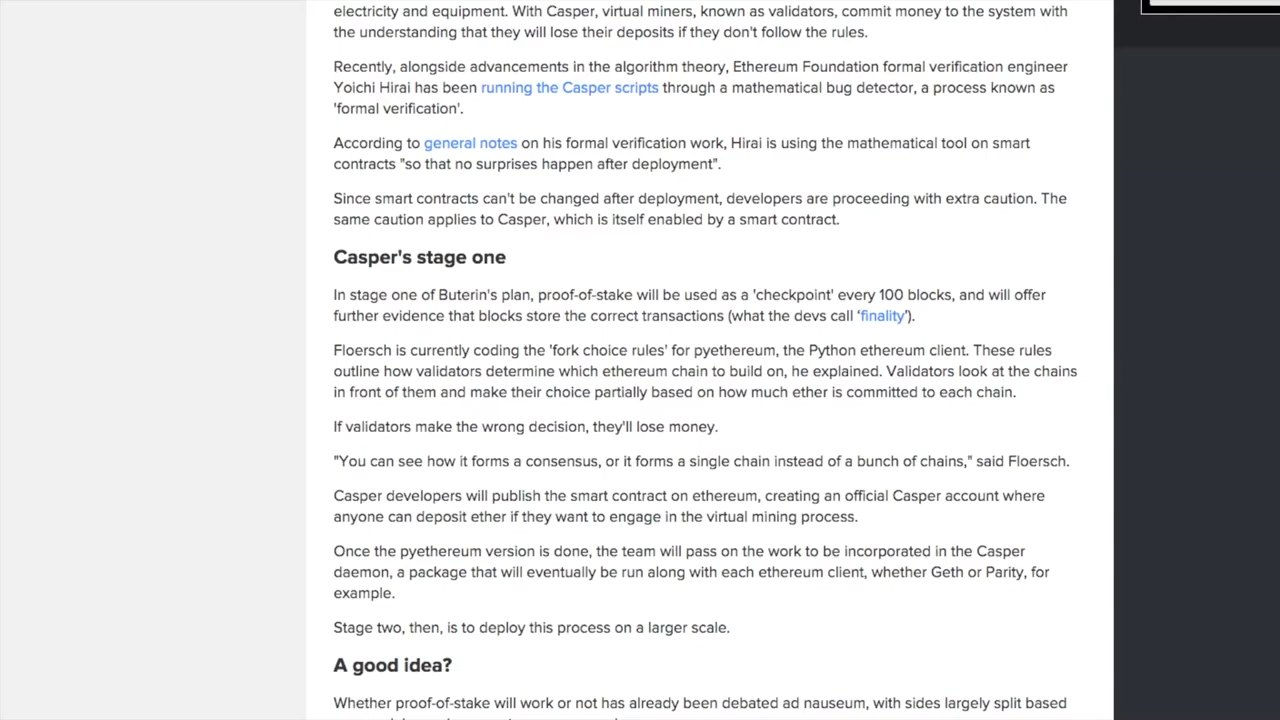 electricity and equipment. With Casper, virtual miners, known as validators, commit money to the system with
the understanding that they will lose their deposits if they don't follow the rules.
Recently, alongside advancements in the algorithm theory, Ethereum Foundation formal verification engineer
Yoichi Hirai has been running the Casper scripts through a mathematical bug detector, a process known as
'formal verification'.
According to general notes on his formal verification work, Hirai is using the mathematical tool on smart
contracts "so that no surprises happen after deployment".
Since smart contracts can't be changed after deployment, developers are proceeding with extra caution. The
same caution applies to Casper, which is itself enabled by a smart contract.
Casper's stage one
In stage one of Buterin's plan, proof-of-stake will be used as a 'checkpoint' every 100 blocks, and will offer
further evidence that blocks store the correct transactions (what the devs call ‘finality’).
Floersch is currently coding the 'fork choice rules' for pyethereum, the Python ethereum client. These rules
outline how validators determine which ethereum chain to build on, he explained. Validators look at the chains
in front of them and make their choice partially based on how much ether is committed to each chain.
If validators make the wrong decision, they'll lose money.
"You can see how it forms a consensus, or it forms a single chain instead of a bunch of chains," said Floersch.
Casper developers will publish the smart contract on ethereum, creating an official Casper account where
anyone can deposit ether if they want to engage in the virtual mining process.
Once the pyethereum version is done, the team will pass on the work to be incorporated in the Casper
daemon, a package that will eventually be run along with each ethereum client, whether Geth or Parity, for
example.
Stage two, then, is to deploy this process on a larger scale.
A good idea?
Whether proof-of-stake will work or not has already been debated ad nauseum, with sides largely split based